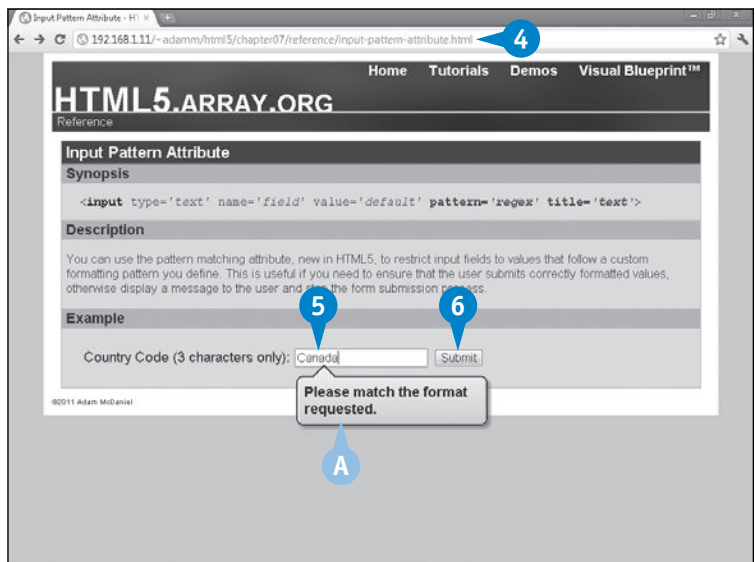 Input Pattern Attribute - HT
192.168.1.11/~adamm/html5/chapter07/reference/input-pattern-attribute.html
4
Home Tutorials Demos Visual Blueprint™
HTML5.ARRAY.ORG
Reference
Input Pattern Attribute
Synopsis
<input type='text' name='field' value='default' pattern='regex' title='text'>
Description
You can use the pattern matching attribute, new in HTML5, to restrict input fields to values that follow a custom
formatting pattern you define. This is useful if you need to ensure that the user submits correctly formatted values,
otherwise display a message to the user and stop the form submission process.
5
6
Example
Country Code (3 characters only): Canada Submit
Please match the format
requested.
©2011 Adam McDaniel
A